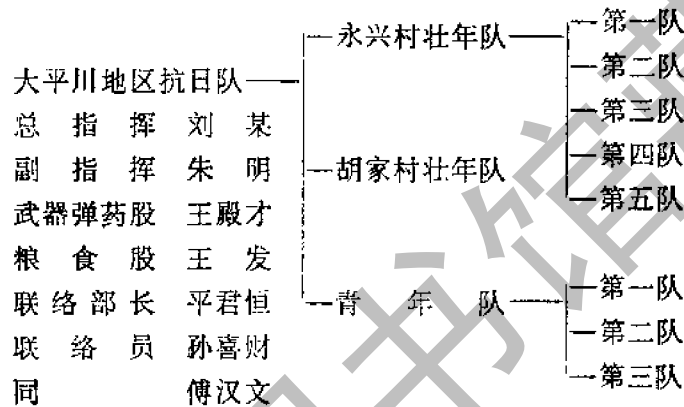 大平川地区抗日队
总指挥 刘某
副指挥 朱明
武器弹药股 王殿才
粮食股 王发
联络部长 平君恒
联络员 孙喜财
同 傅汉文
永兴村壮年队
第一队
第二队
第三队
第四队
第五队
胡家村壮年队
青年队
第一队
第二队
第三队